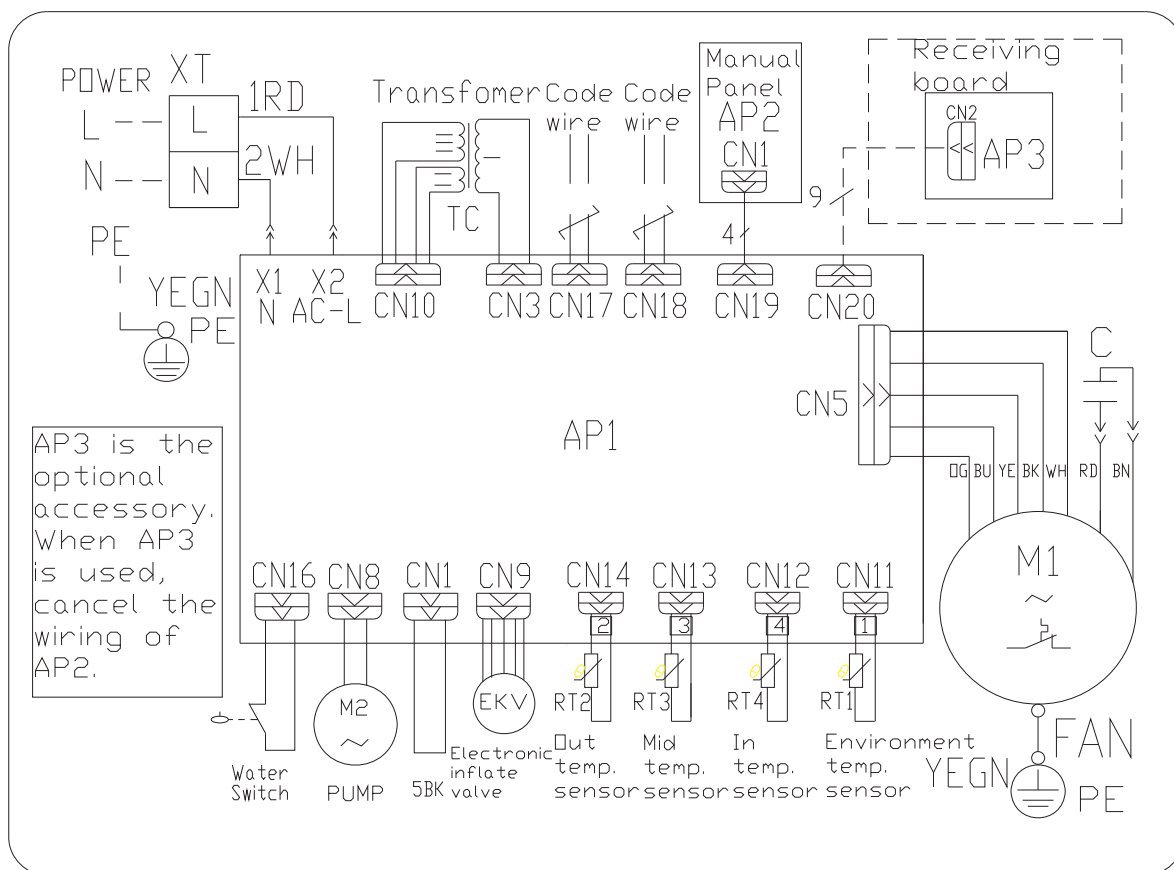 POWER
XT
L
L
1RD
N
N
2WH
PE
YEGN
PE
Transfomer
TC
Code
wire
Code
wire
Manual
Panel
AP2
CN1
4
Receiving
board
CN2
AP3
9
X1
N
X2
AC-L
CN10
CN3
CN17
CN18
CN19
CN20
CN5
C
AP1
OG BU YE BK WH RD BN
AP3 is the
optional
accessory.
When AP3
is used,
cancel the
wiring of
AP2.
CN16
CN8
CN1
CN9
CN14
CN13
CN12
CN11
2
3
4
1
M1
~
M2
~
EKV
θ
θ
θ
θ
RT2
RT3
RT4
RT1
Water
Switch
PUMP
5BK
Electronic
inflate
valve
Out
temp.
sensor
Mid
temp.
sensor
In
temp.
sensor
Environment
temp.
sensor
FAN
YEGN
PE